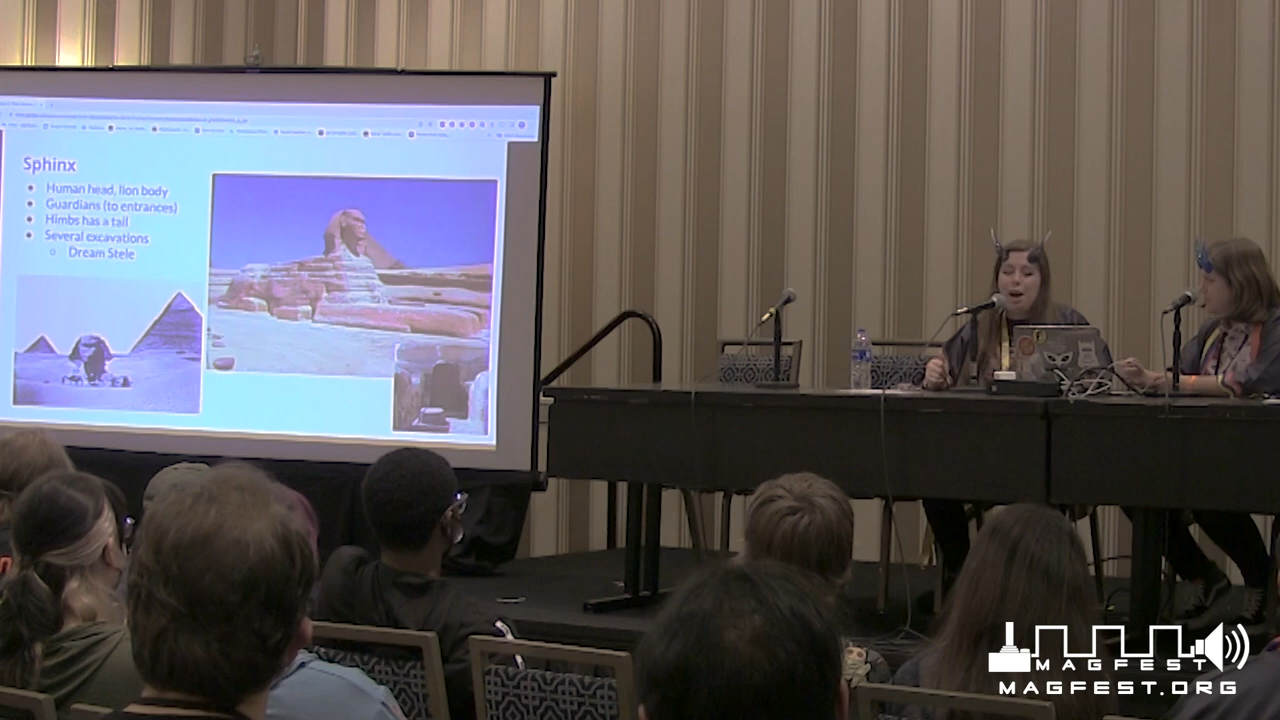 Sphinx
● Human head, lion body
● Guardians (to entrances)
● Himbs has a tail
● Several excavations
○ Dream Stele
MAGFEST
MAGFEST.ORG